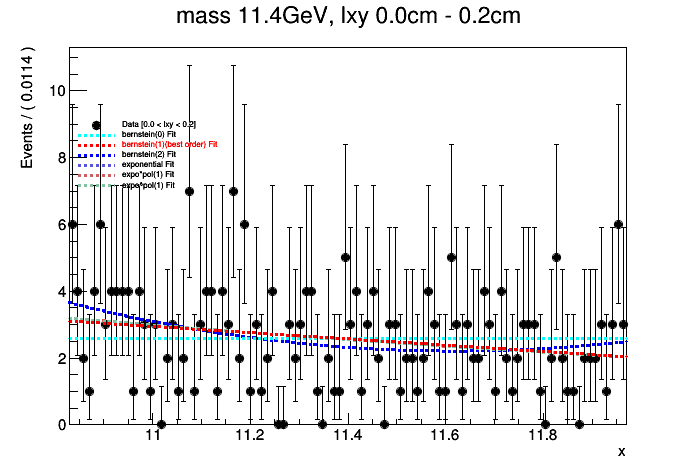 mass 11.4GeV, lxy 0.0cm - 0.2cm
Events / ( 0.0114 )
10
8
6
4
2
0
Data [0.0 < lxy < 0.2]
bernstein(0) Fit
bernstein(1)(best order) Fit
bernstein(2) Fit
exponential Fit
expo*pol(1) Fit
expo*pol(1) Fit
11
11.2
11.4
11.6
11.8
x